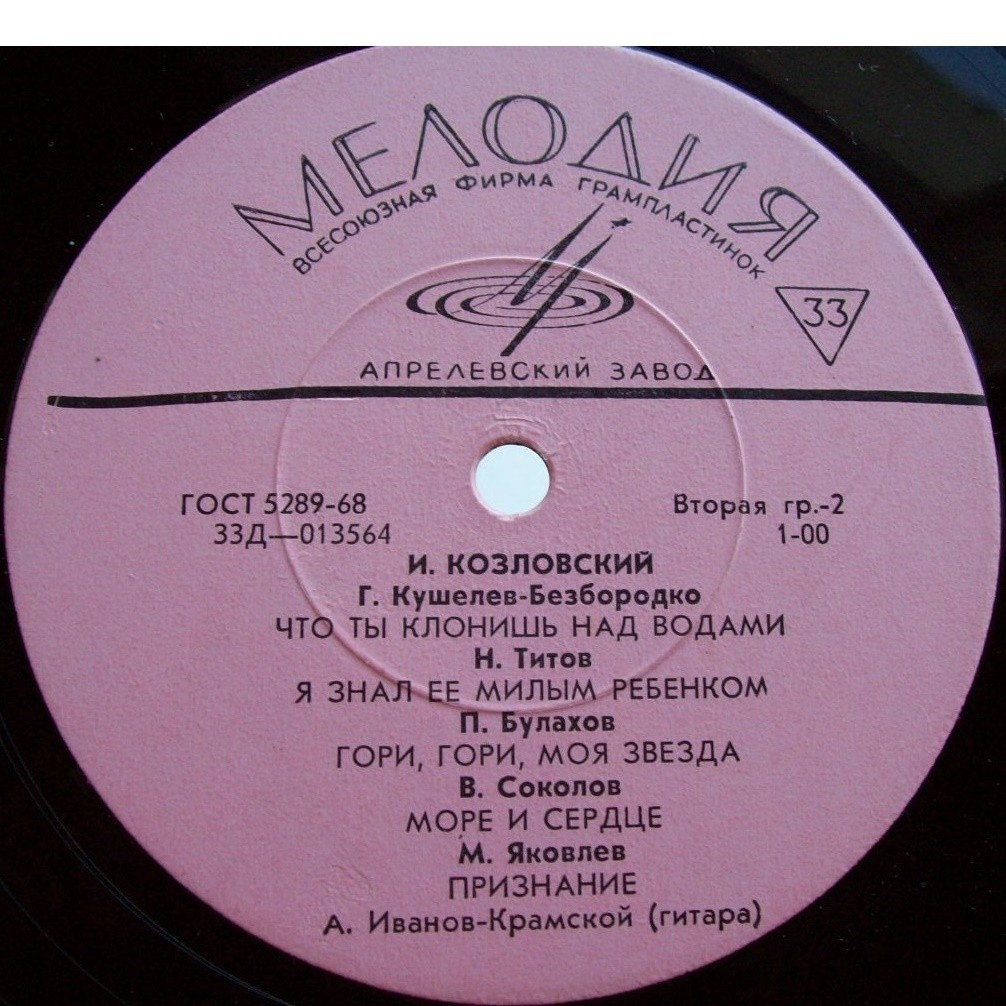 МЕЛОДИЯ
ВСЕСОЮЗНАЯ ФИРМА ГРАМПЛАСТИНОК
33
АПРЕЛЕВСКИЙ ЗАВОД
ГОСТ 5289-68
Вторая гр.-2
33Д—013564
1-00
И. КОЗЛОВСКИЙ
Г. Кушелев-Безбородко
ЧТО ТЫ КЛОНИШЬ НАД ВОДАМИ
Н. Титов
Я ЗНАЛ ЕЕ МИЛЫМ РЕБЕНКОМ
П. Булахов
ГОРИ, ГОРИ, МОЯ ЗВЕЗДА
В. Соколов
МОРЕ И СЕРДЦЕ
М. Яковлев
ПРИЗНАНИЕ
А. Иванов-Крамской (гитара)